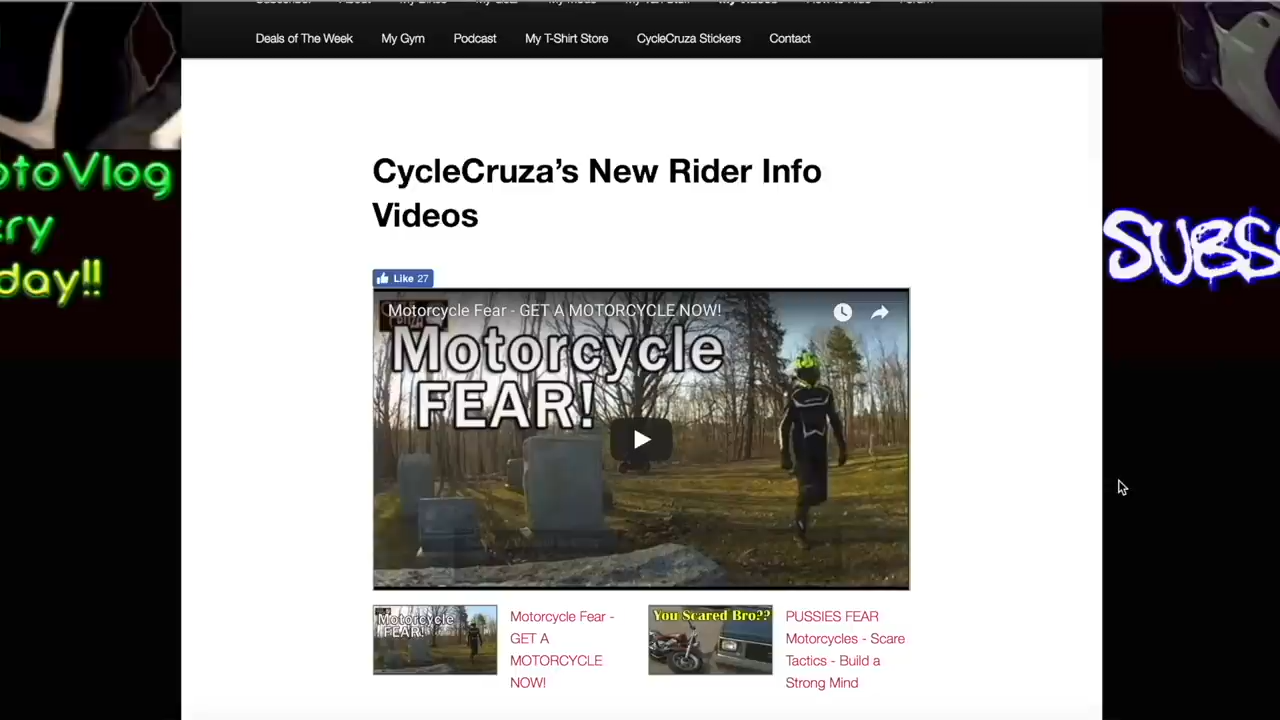 Deals of The Week My Gym Podcast My T-Shirt Store CycleCruza Stickers Contact
otoVlog
ery
day!!
SUBS
CycleCruza's New Rider Info
Videos
Like 27
Motorcycle Fear - GET A MOTORCYCLE NOW!
Motorcycle
FEAR!
Motorcycle
FEAR!
Motorcycle Fear -
GET A
MOTORCYCLE
NOW!
You Scared Bro??
PUSSIES FEAR
Motorcycles - Scare
Tactics - Build a
Strong Mind